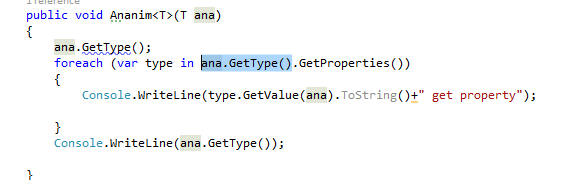 1 reference
public void Ananim<T>(T ana)
{
ana.GetType();
foreach (var type in ana.GetType().GetProperties())
{
Console.WriteLine(type.GetValue(ana).ToString()+" get property");
}
Console.WriteLine(ana.GetType());
}